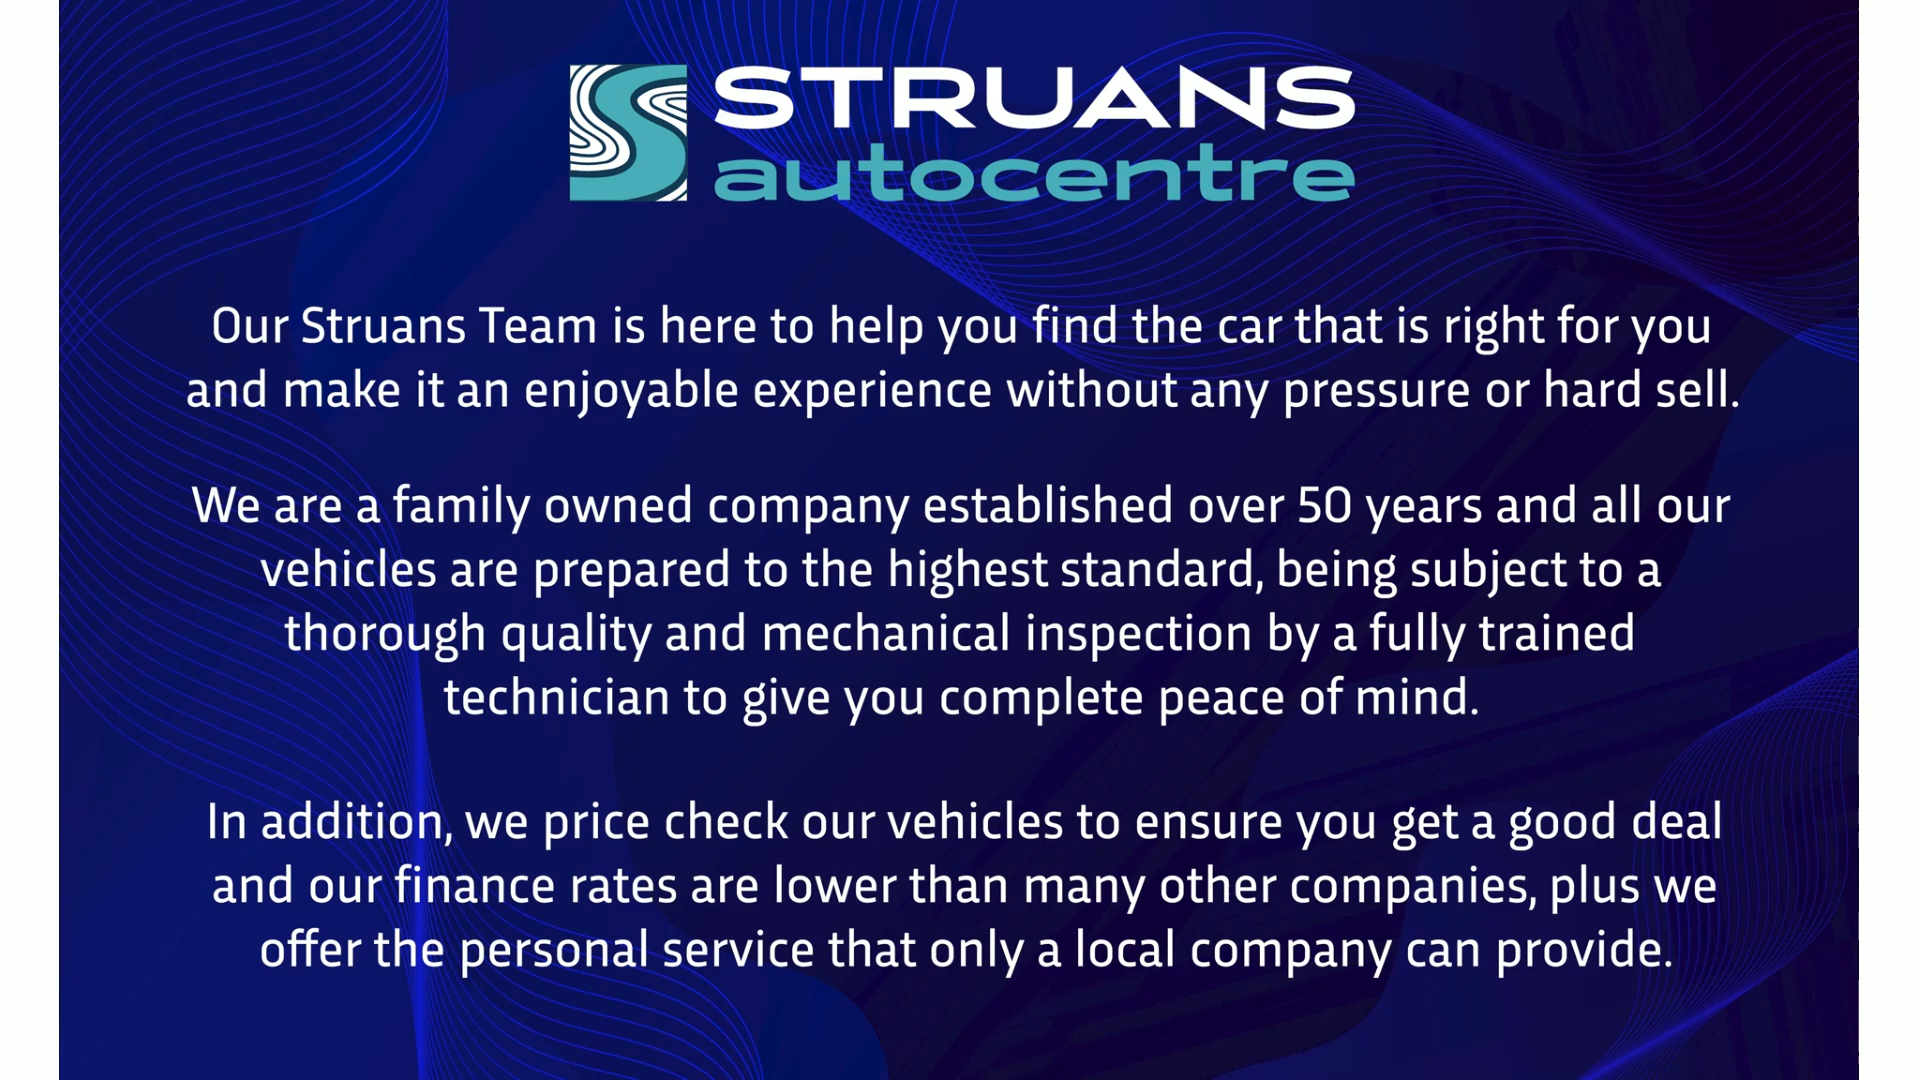 STRUANS
autocentre
Our Struans Team is here to help you find the car that is right for you
and make it an enjoyable experience without any pressure or hard sell.
We are a family owned company established over 50 years and all our
vehicles are prepared to the highest standard, being subject to a
thorough quality and mechanical inspection by a fully trained
technician to give you complete peace of mind.
In addition, we price check our vehicles to ensure you get a good deal
and our finance rates are lower than many other companies, plus we
offer the personal service that only a local company can provide.